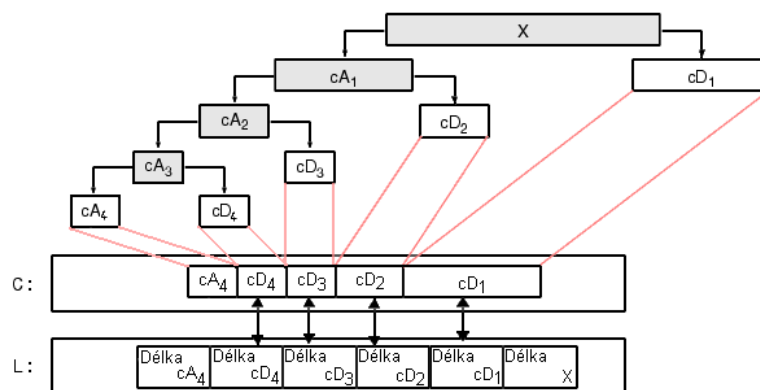 X
cA₁
cD₁
cA₂
cD₂
cA₃
cD₃
cA₄
cD₄
C:
cA₄ cD₄ cD₃ cD₂ cD₁
L:
Délka cA₄ Délka cD₄ Délka cD₃ Délka cD₂ Délka cD₁ Délka X